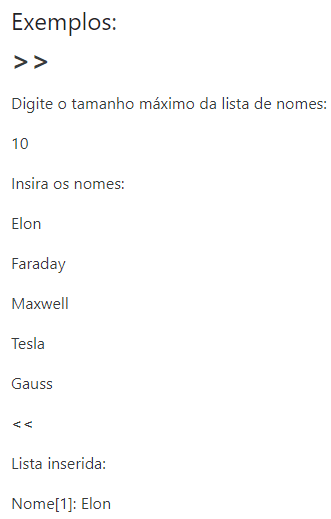 Exemplos:
>>
Digite o tamanho máximo da lista de nomes:
10
Insira os nomes:
Elon
Faraday
Maxwell
Tesla
Gauss
<<
Lista inserida:
Nome[1]: Elon